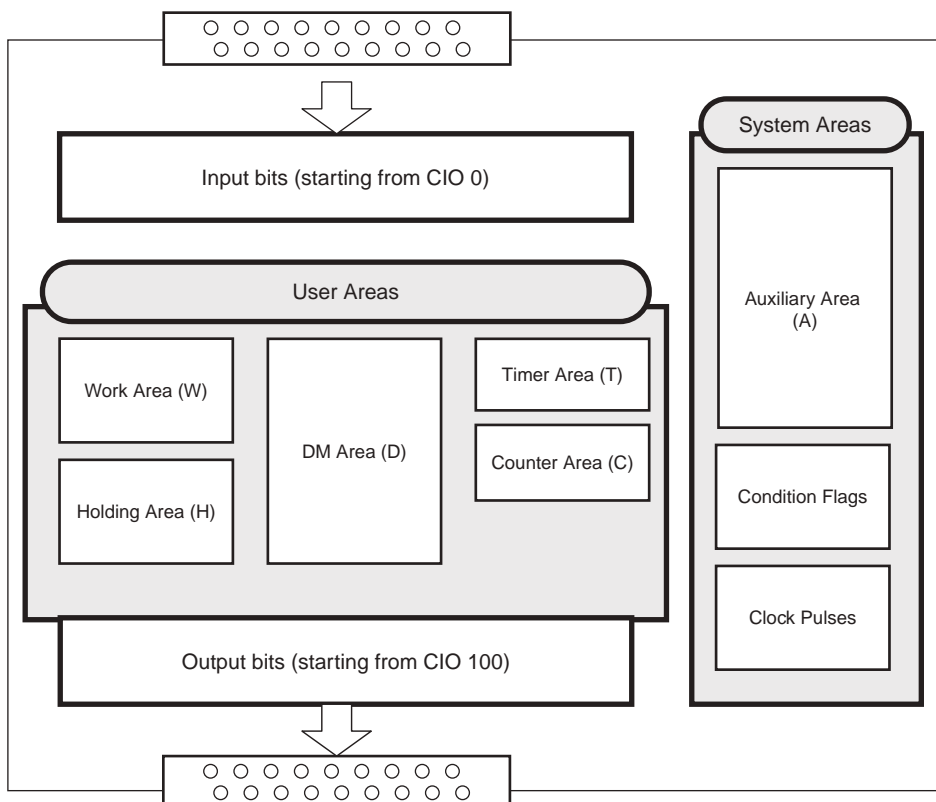 Input bits (starting from CIO 0)
User Areas
Work Area (W)
Holding Area (H)
DM Area (D)
Timer Area (T)
Counter Area (C)
Output bits (starting from CIO 100)
System Areas
Auxiliary Area
(A)
Condition Flags
Clock Pulses